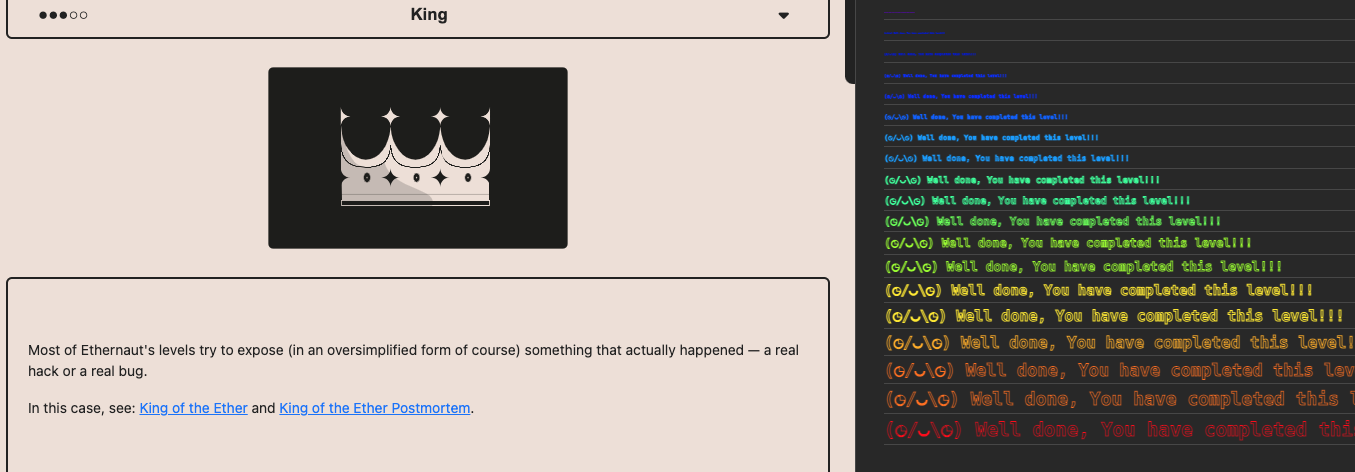 King
Most of Ethernaut's levels try to expose (in an oversimplified form of course) something that actually happened — a real
hack or a real bug.
In this case, see: King of the Ether and King of the Ether Postmortem.
(◔/‿\◔) Well done, You have completed this level!!!
(◔/‿\◔) Well done, You have completed this level!!!
(◔/‿\◔) Well done, You have completed this level!!!
(◔/‿\◔) Well done, You have completed this level!!!
(◔/‿\◔) Well done, You have completed this level!!!
(◔/‿\◔) Well done, You have completed this level!!!
(◔/‿\◔) Well done, You have completed this level!!!
(◔/‿\◔) Well done, You have completed this level!!!
(◔/‿\◔) Well done, You have completed this level!!!
(◔/‿\◔) Well done, You have completed this level!!!
(◔/‿\◔) Well done, You have completed this level!!!
(◔/‿\◔) Well done, You have completed this level!
(◔/‿\◔) Well done, You have completed this lev
(◔/‿\◔) Well done, You have completed this l
(◔/‿\◔) Well done, You have completed thi